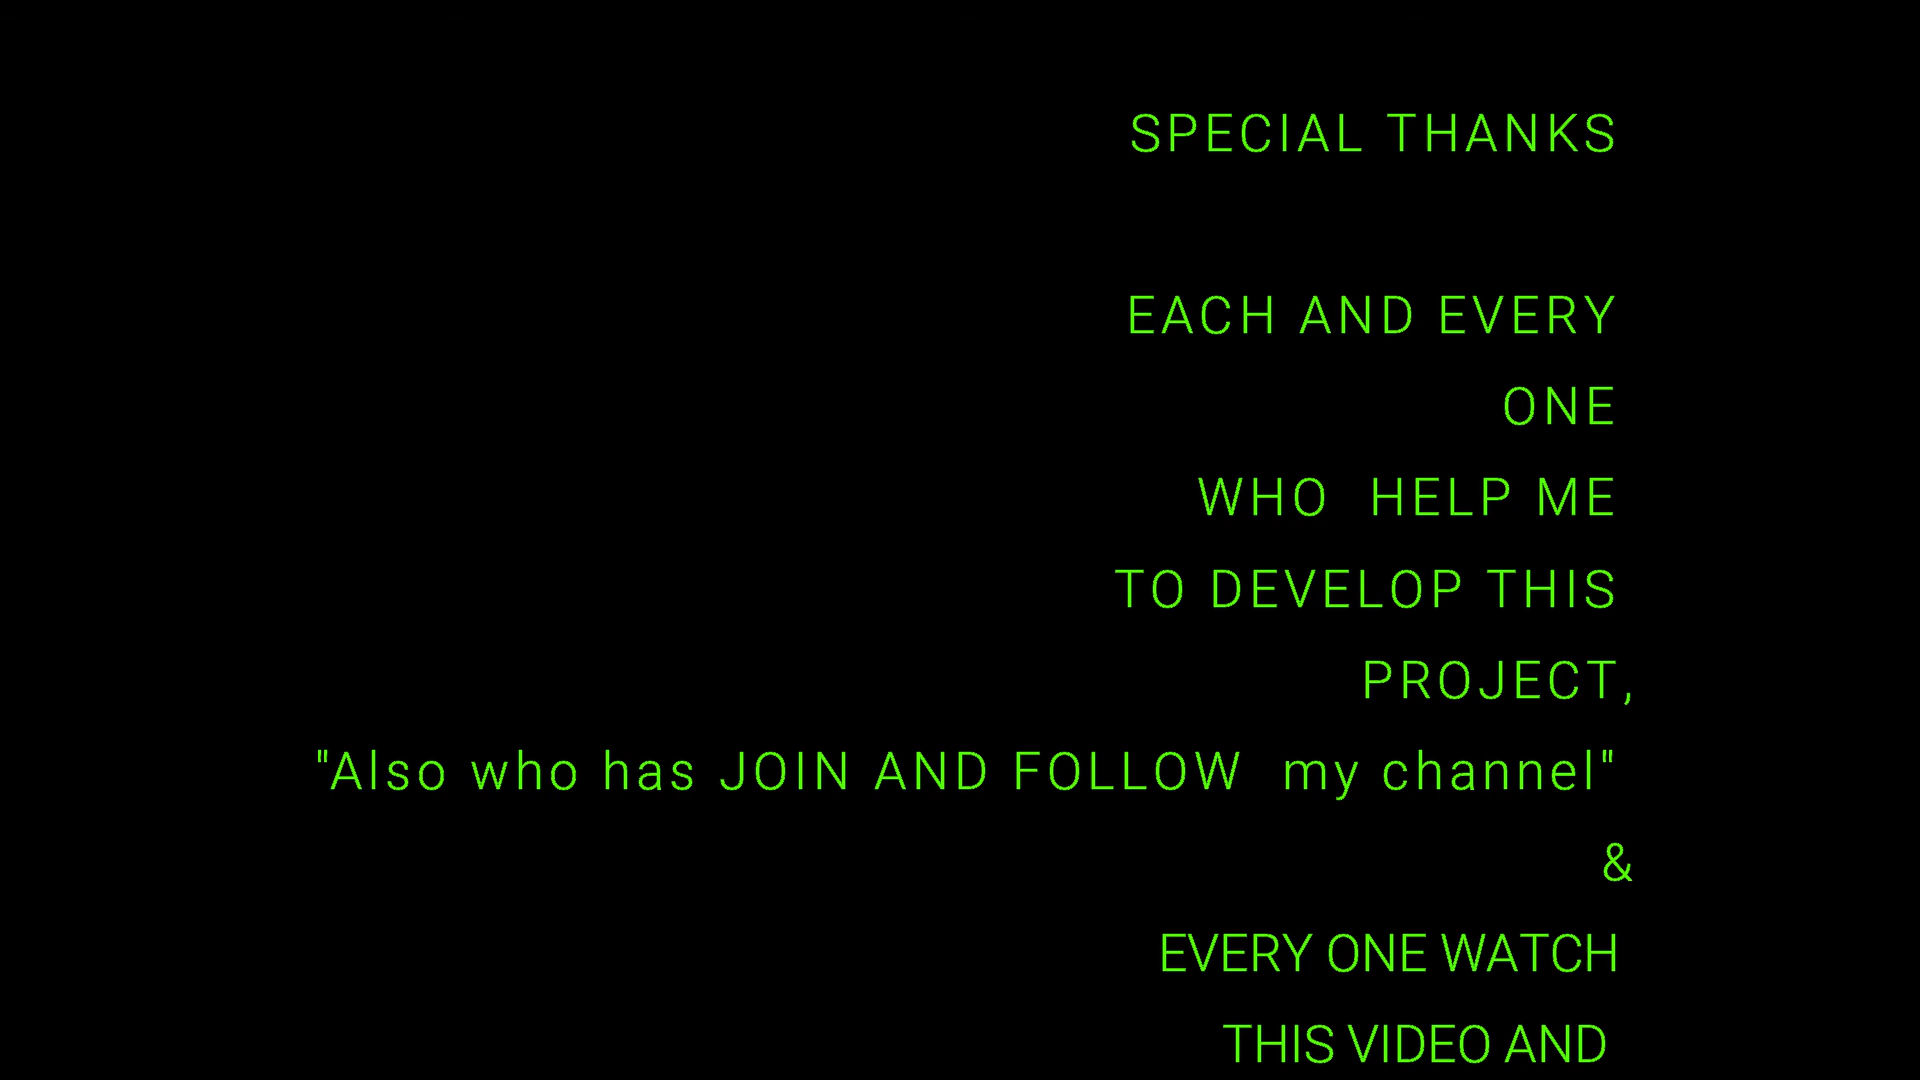 SPECIAL THANKS
EACH AND EVERY
ONE
WHO  HELP ME
TO DEVELOP THIS
PROJECT,
"Also who has JOIN AND FOLLOW  my channel"
&
EVERY ONE WATCH
THIS VIDEO AND